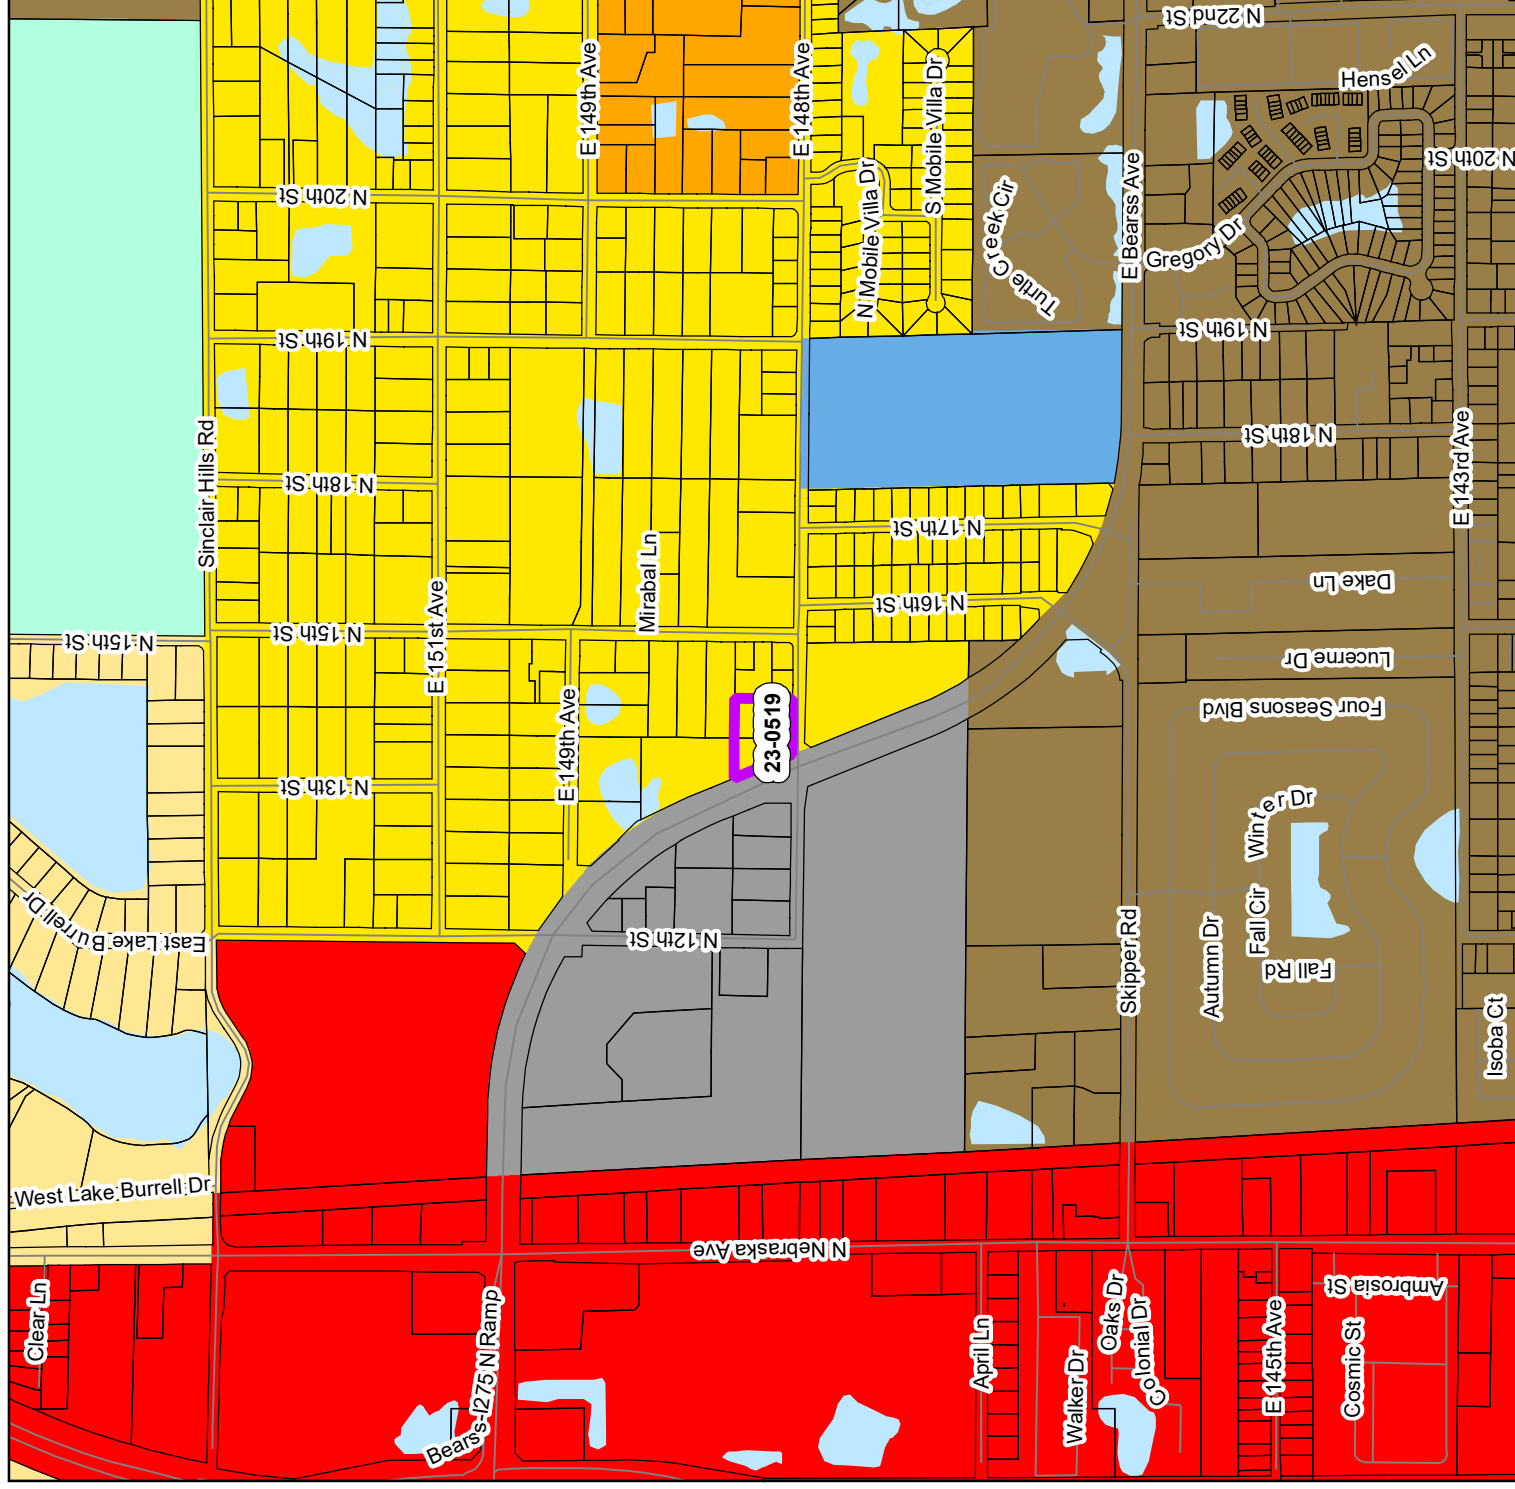 N 22nd St
Hensel Ln
E 149th Ave
E 148th Ave
S Mobile Villa Dr
N 20th St
N 20th St
N Mobile Villa Dr
Turtle Creek Cir
E Bearss Ave
Gregory Dr
N 19th St
N 19th St
Sinclair Hills Rd
N 18th St
N 18th St
E 143rd Ave
N 17th St
Mirabal Ln
Dake Ln
N 16th St
E 151st Ave
N 15th St
N 15th St
Lucerne Dr
Four Seasons Blvd
E 149th Ave
23-0519
N 13th St
Winter Dr
East Lake Burrell Dr
N 12th St
Skipper Rd
Autumn Dr
Fall Cir
Fall Rd
Isoba Ct
West Lake Burrell Dr
N Nebraska Ave
Clear Ln
Bearss-I275 N Ramp
April Ln
Walker Dr
Oaks Dr
Colonial Dr
E 145th Ave
Cosmic St
Ambrosia St